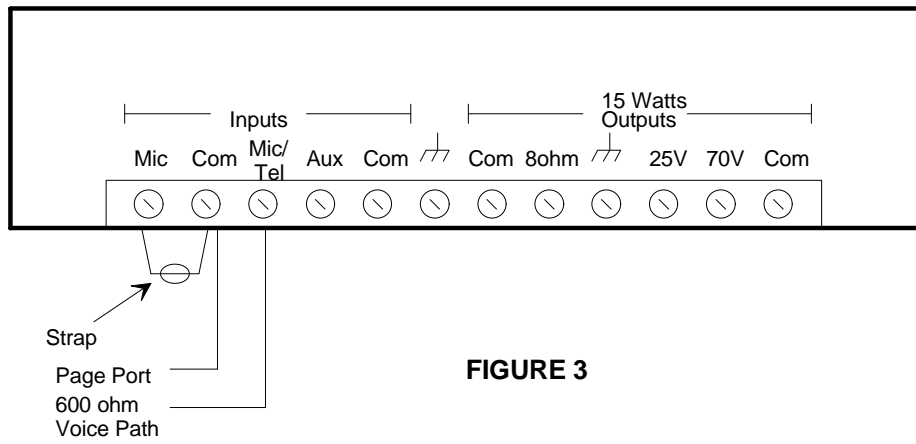 15 Watts
Inputs Outputs
Mic Com Mic/ Tel Aux Com Com 8ohm 25V 70V Com
Strap
Page Port
600 ohm
Voice Path
FIGURE 3